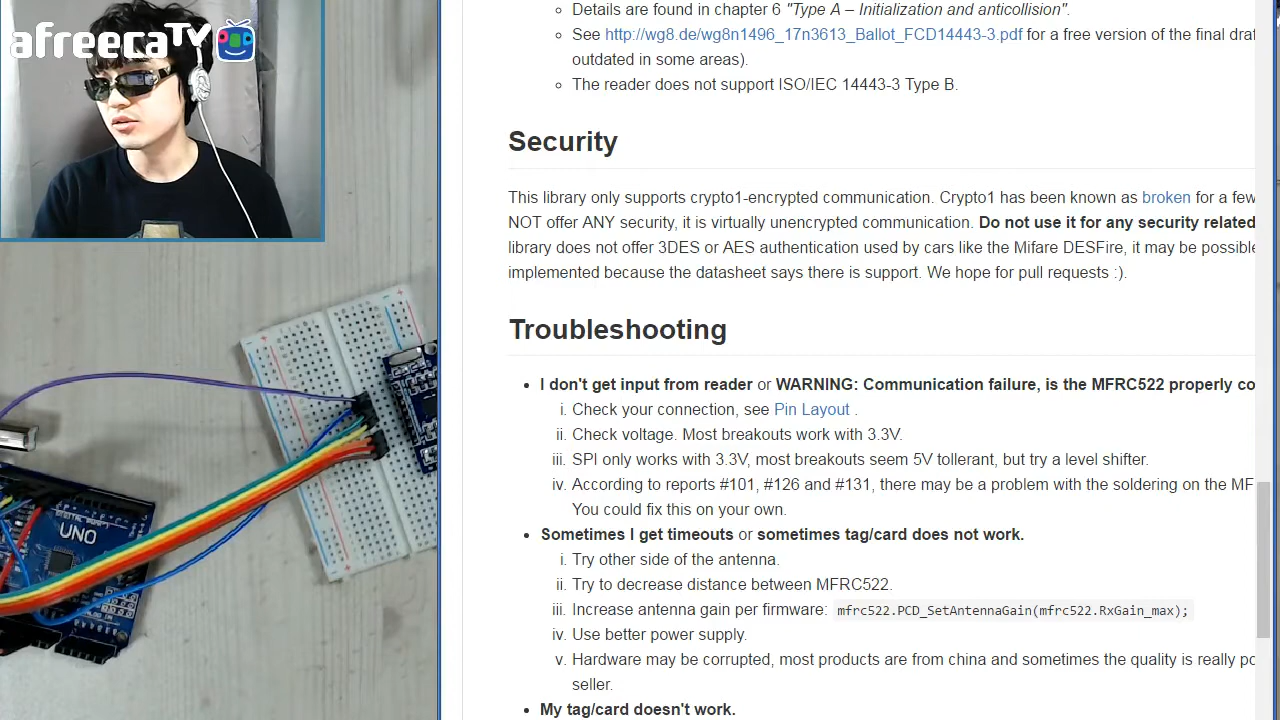 afreecaTV
Details are found in chapter 6 "Type A – Initialization and anticollision".
See http://wg8.de/wg8n1496_17n3613_Ballot_FCD14443-3.pdf for a free version of the final
outdated in some areas).
The reader does not support ISO/IEC 14443-3 Type B.
Security
This library only supports crypto1-encrypted communication. Crypto1 has been known as broken for a few
NOT offer ANY security, it is virtually unencrypted communication. Do not use it for any security related
library does not offer 3DES or AES authentication used by cars like the Mifare DESFire, it may be possible
implemented because the datasheet says there is support. We hope for pull requests :).
Troubleshooting
I don't get input from reader or WARNING: Communication failure, is the MFRC522 properly
i. Check your connection, see Pin Layout .
ii. Check voltage. Most breakouts work with 3.3V.
iii. SPI only works with 3.3V, most breakouts seem 5V tollerant, but try a level shifter.
iv. According to reports #101, #126 and #131, there may be a problem with the soldering on the MF
You could fix this on your own.
Sometimes I get timeouts or sometimes tag/card does not work.
i. Try other side of the antenna.
ii. Try to decrease distance between MFRC522.
iii. Increase antenna gain per firmware: mfrc522.PCD_SetAntennaGain(mfrc522.RxGain_max);
iv. Use better power supply.
v. Hardware may be corrupted, most products are from china and sometimes the quality is really
seller.
My tag/card doesn't work.
UNO